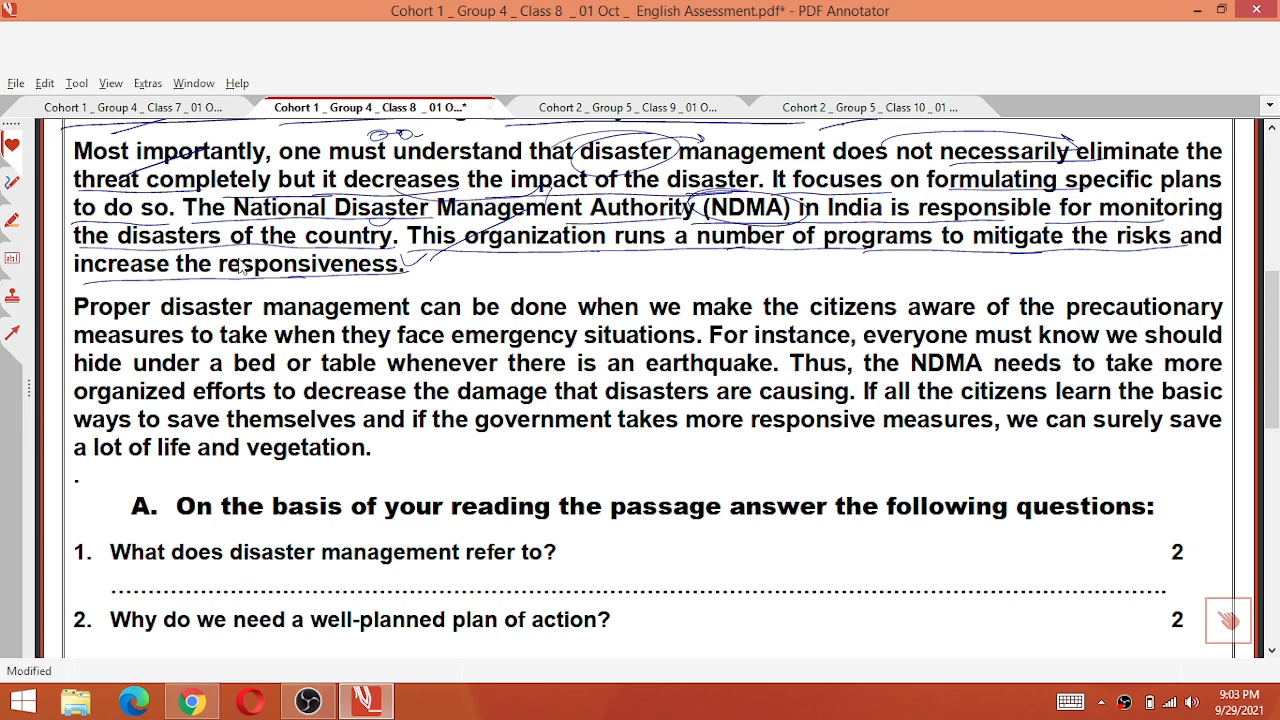 Cohort 1 _ Group 4 _ Class 8 _ 01 Oct _ English Assessment.pdf* - PDF Annotator
File Edit Tool View Extras Window Help
Cohort 1 _ Group 4 _ Class 7 _ 01 O... Cohort 1 _ Group 4 _ Class 8 _ 01 O...* Cohort 2 _ Group 5 _ Class 9 _ 01 O... Cohort 2 _ Group 5 _ Class 10 _ 01 ...
Most importantly, one must understand that disaster management does not necessarily eliminate the
threat completely but it decreases the impact of the disaster. It focuses on formulating specific plans
to do so. The National Disaster Management Authority (NDMA) in India is responsible for monitoring
the disasters of the country. This organization runs a number of programs to mitigate the risks and
increase the responsiveness.
Proper disaster management can be done when we make the citizens aware of the precautionary
measures to take when they face emergency situations. For instance, everyone must know we should
hide under a bed or table whenever there is an earthquake. Thus, the NDMA needs to take more
organized efforts to decrease the damage that disasters are causing. If all the citizens learn the basic
ways to save themselves and if the government takes more responsive measures, we can surely save
a lot of life and vegetation.
.
A. On the basis of your reading the passage answer the following questions:
1. What does disaster management refer to? 2
2. Why do we need a well-planned plan of action? 2
Modified
9:03 PM
9/29/2021